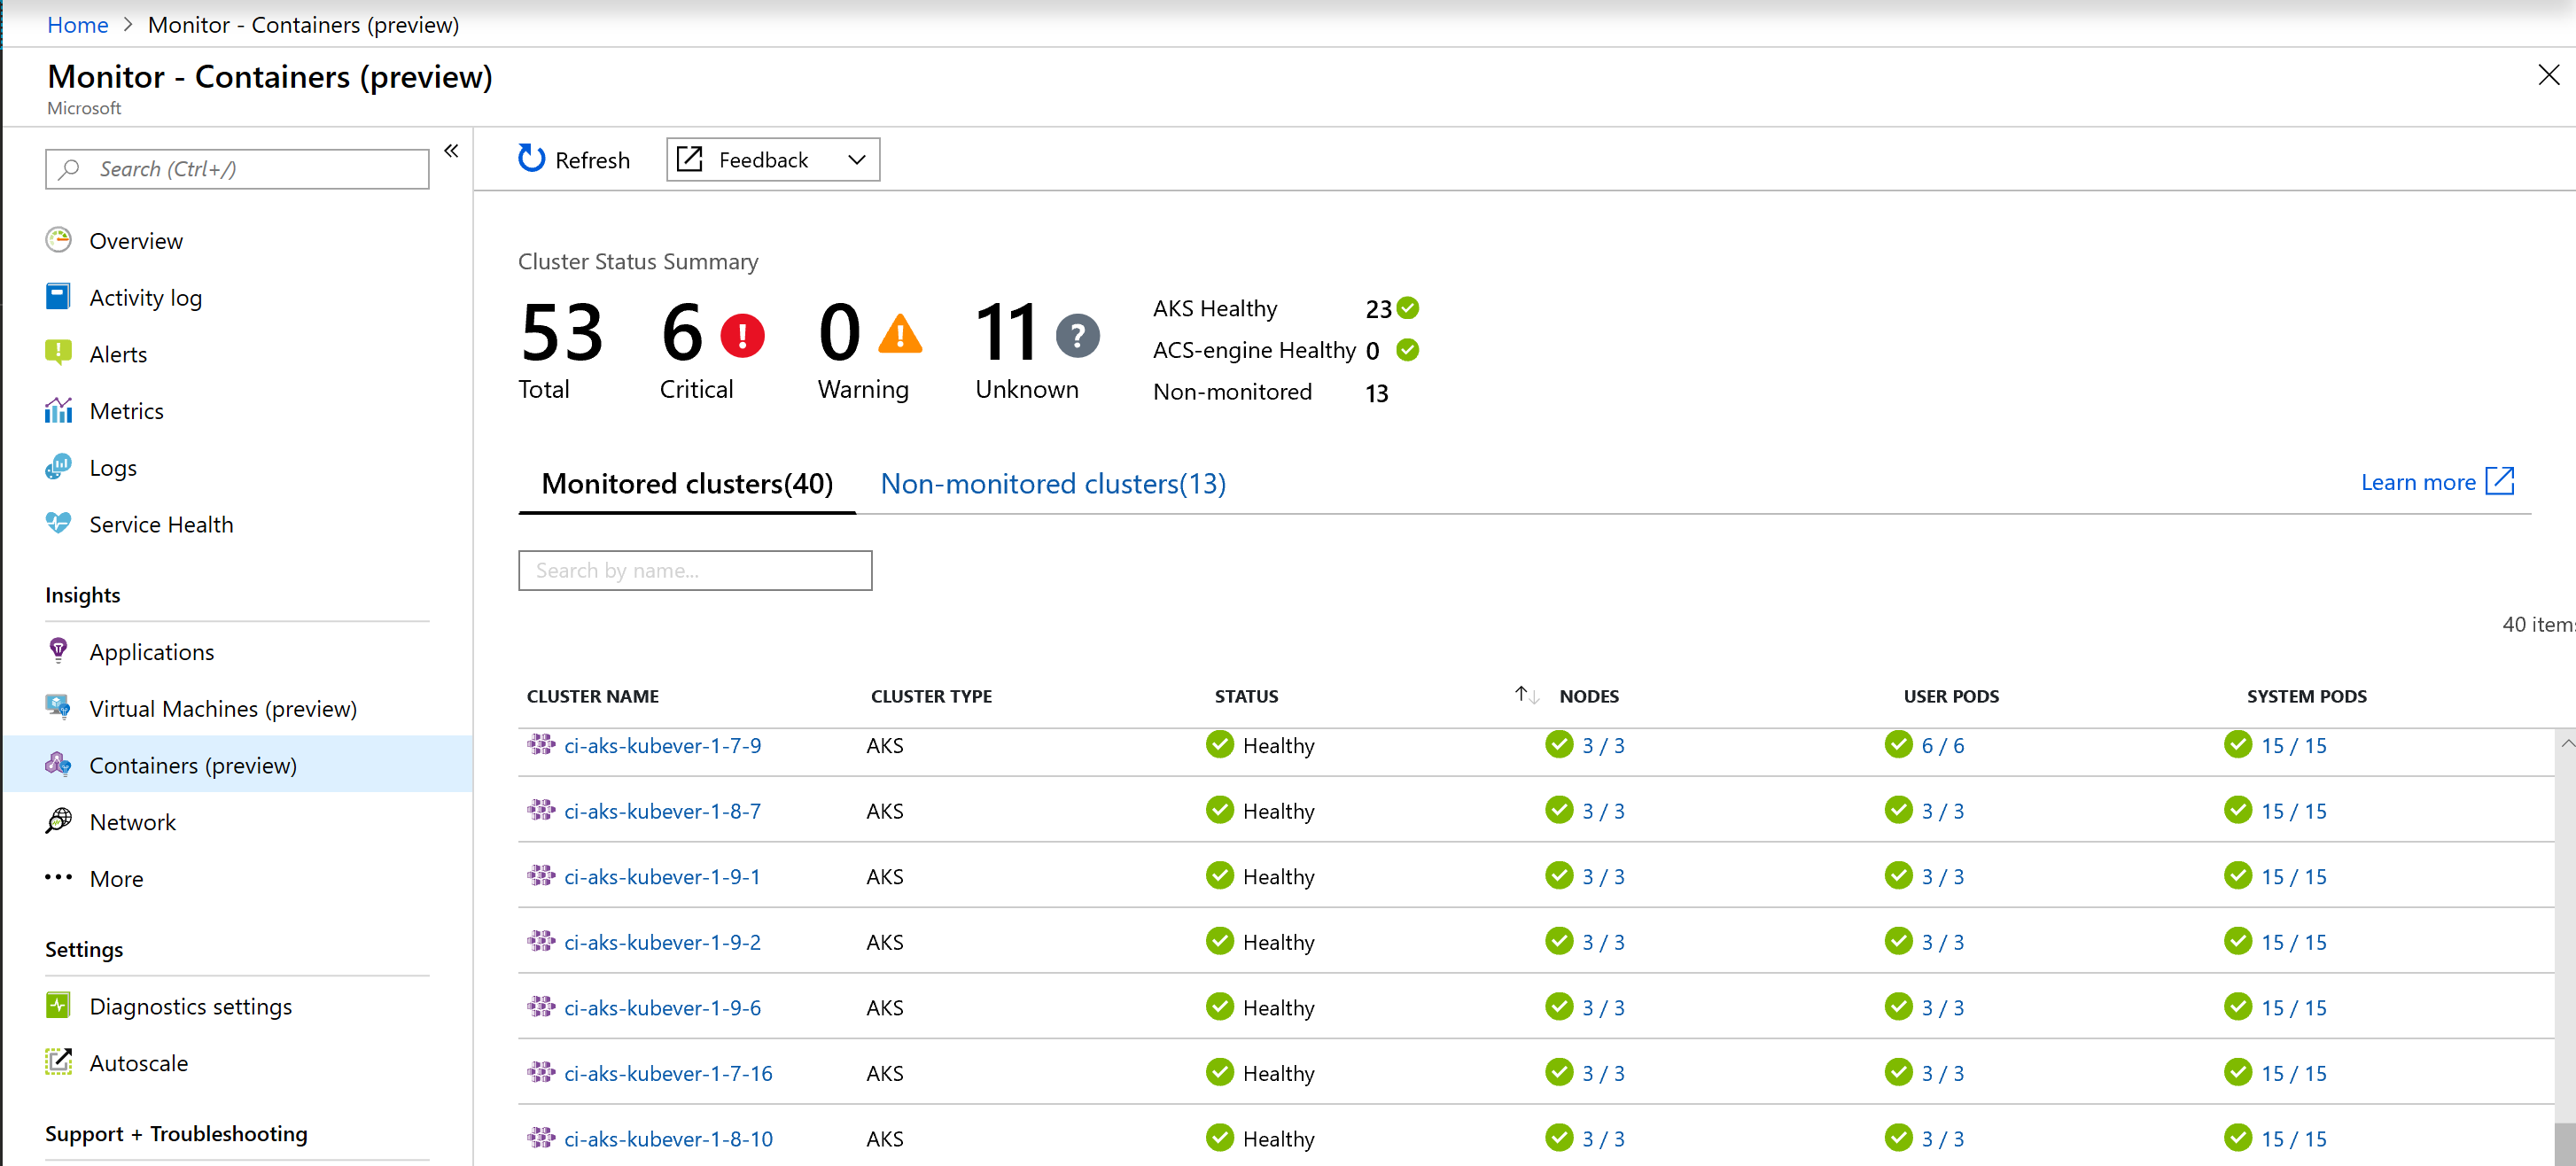 Home > Monitor - Containers (preview)
Monitor - Containers (preview)
Microsoft
Search (Ctrl+/)
«
Overview
Activity log
Alerts
Metrics
Logs
Service Health
Insights
Applications
Virtual Machines (preview)
Containers (preview)
Network
More
Settings
Diagnostics settings
Autoscale
Support + Troubleshooting
Refresh
Feedback
Cluster Status Summary
53 6 0 11
Total Critical Warning Unknown
AKS Healthy 23
ACS-engine Healthy 0
Non-monitored 13
Monitored clusters(40) Non-monitored clusters(13) Learn more
Search by name...
40 items
CLUSTER NAME CLUSTER TYPE STATUS NODES USER PODS SYSTEM PODS
ci-aks-kubever-1-7-9 AKS Healthy 3 / 3 6 / 6 15 / 15
ci-aks-kubever-1-8-7 AKS Healthy 3 / 3 3 / 3 15 / 15
ci-aks-kubever-1-9-1 AKS Healthy 3 / 3 3 / 3 15 / 15
ci-aks-kubever-1-9-2 AKS Healthy 3 / 3 3 / 3 15 / 15
ci-aks-kubever-1-9-6 AKS Healthy 3 / 3 3 / 3 15 / 15
ci-aks-kubever-1-7-16 AKS Healthy 3 / 3 3 / 3 15 / 15
ci-aks-kubever-1-8-10 AKS Healthy 3 / 3 3 / 3 15 / 15